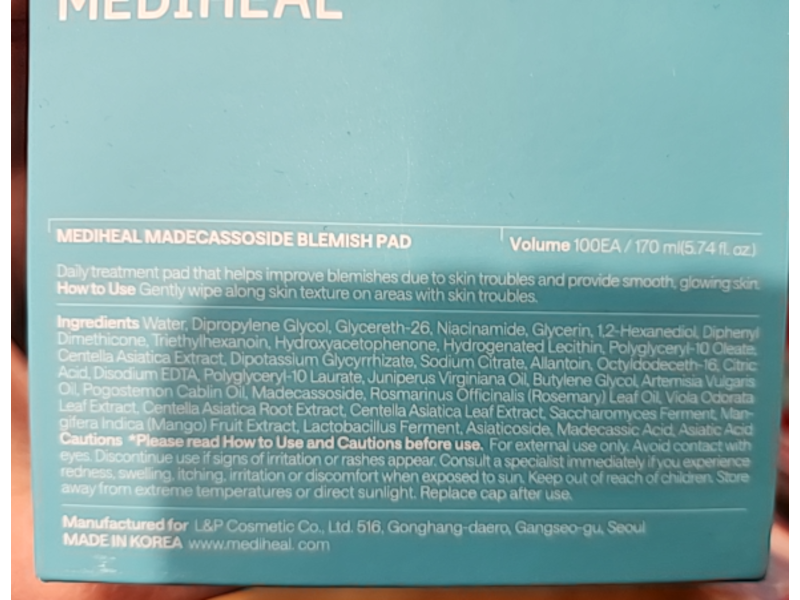 MEDIHEAL
MEDIHEAL MADECASSOSIDE BLEMISH PAD
Volume 100EA / 170 ml(5.74 fl. oz.)
Daily treatment pad that helps improve blemishes due to skin troubles and provide smooth, glowing skin.
How to Use Gently wipe along skin texture on areas with skin troubles.
Ingredients Water, Dipropylene Glycol, Glycereth-26, Niacinamide, Glycerin, 1,2-Hexanediol, Diphenyl
Dimethicone, Triethylhexanoin, Hydroxyacetophenone, Hydrogenated Lecithin, Polyglyceryl-10 Oleate,
Centella Asiatica Extract, Dipotassium Glycyrrhizate, Sodium Citrate, Allantoin, Octyldodeceth-16, Citric
Acid, Disodium EDTA, Polyglyceryl-10 Laurate, Juniperus Virginiana Oil, Butylene Glycol, Artemisia Vulgaris
Oil, Pogostemon Cablin Oil, Madecassoside, Rosmarinus Officinalis (Rosemary) Leaf Oil, Viola Odorata
Leaf Extract, Centella Asiatica Root Extract, Centella Asiatica Leaf Extract, Saccharomyces Ferment, Man-
gifera Indica (Mango) Fruit Extract, Lactobacillus Ferment, Asiaticoside, Madecassic Acid, Asiatic Acid
Cautions *Please read How to Use and Cautions before use. For external use only. Avoid contact with
eyes. Discontinue use if signs of irritation or rashes appear. Consult a specialist immediately if you experience
redness, swelling, itching, irritation or discomfort when exposed to sun. Keep out of reach of children. Store
away from extreme temperatures or direct sunlight. Replace cap after use.
Manufactured for L&P Cosmetic Co., Ltd. 516, Gonghang-daero, Gangseo-gu, Seoul
MADE IN KOREA www.mediheal. com